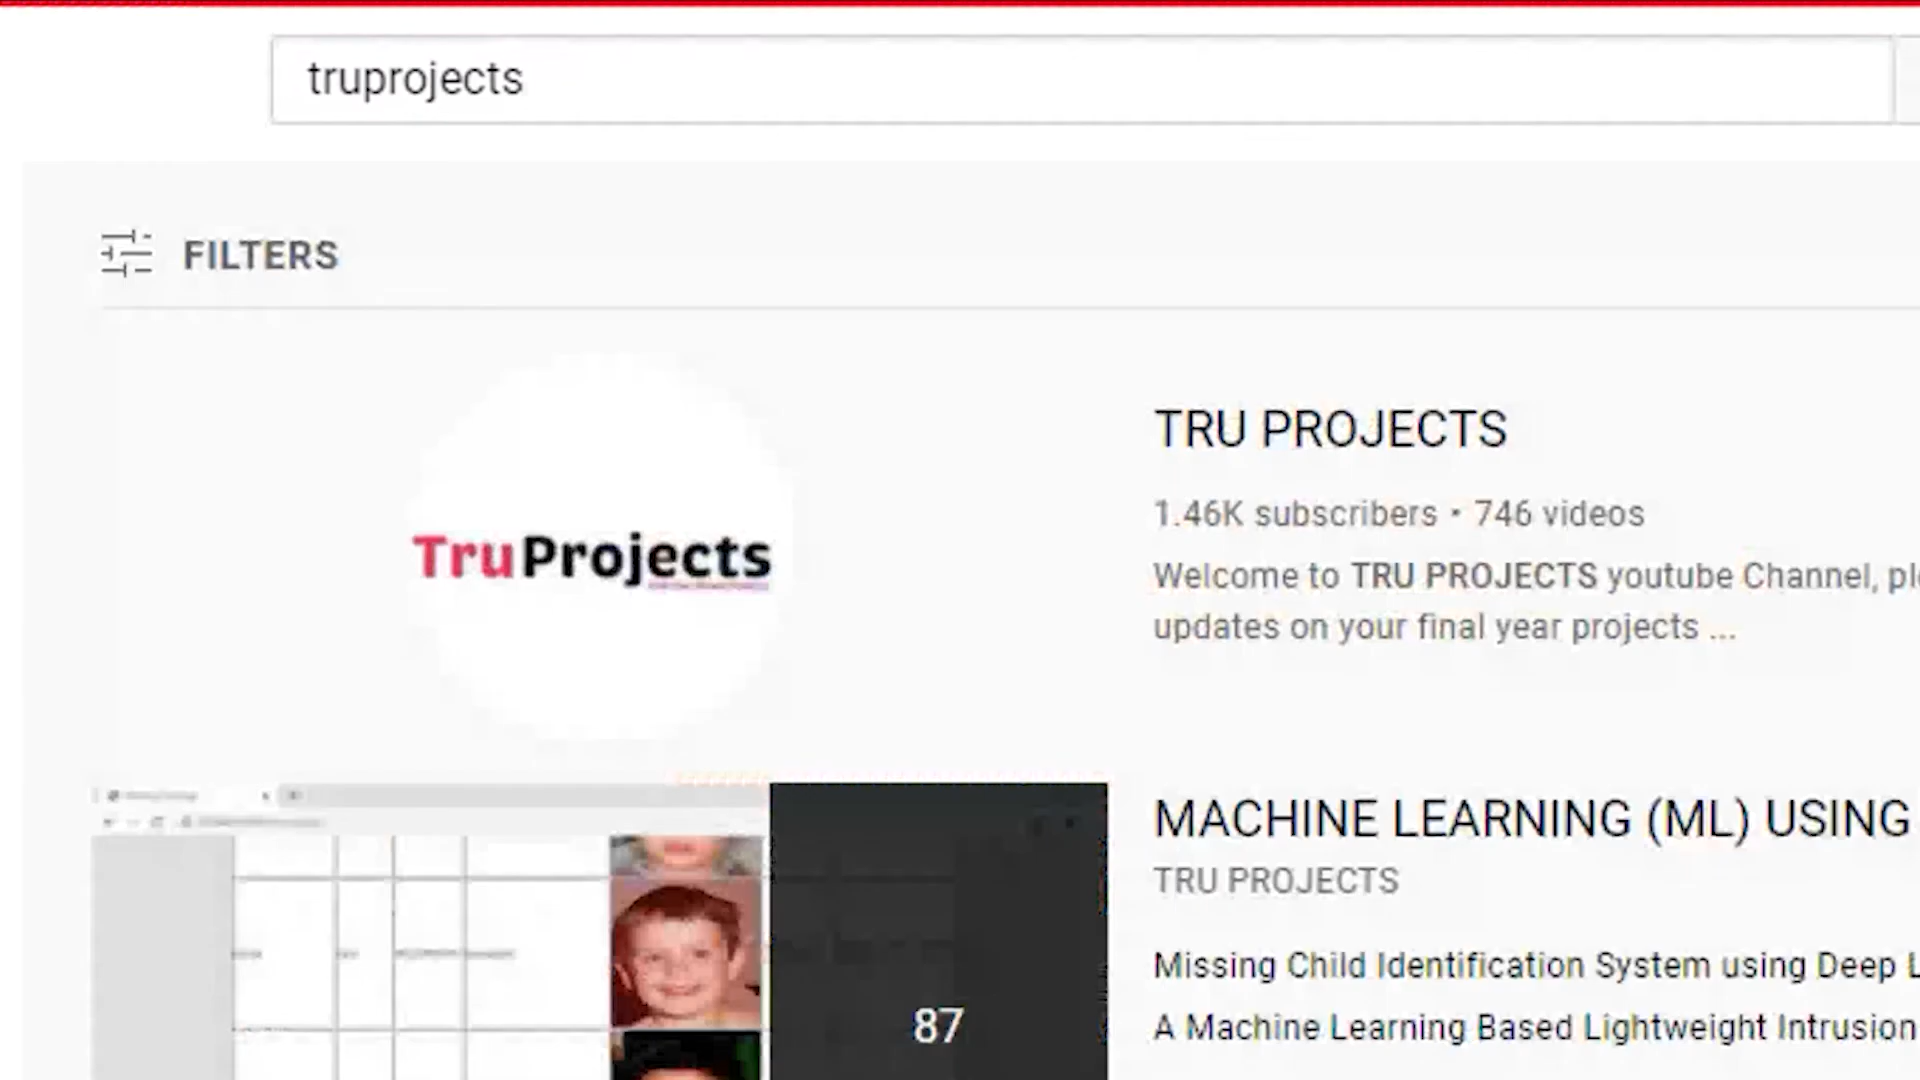 truprojects
FILTERS
TruProjects
TRU PROJECTS
1.46K subscribers • 746 videos
Welcome to TRU PROJECTS youtube Channel,
updates on your final year projects ...
MACHINE LEARNING (ML) USING
TRU PROJECTS
Missing Child Identification System using Deep
A Machine Learning Based Lightweight Intrusion
87